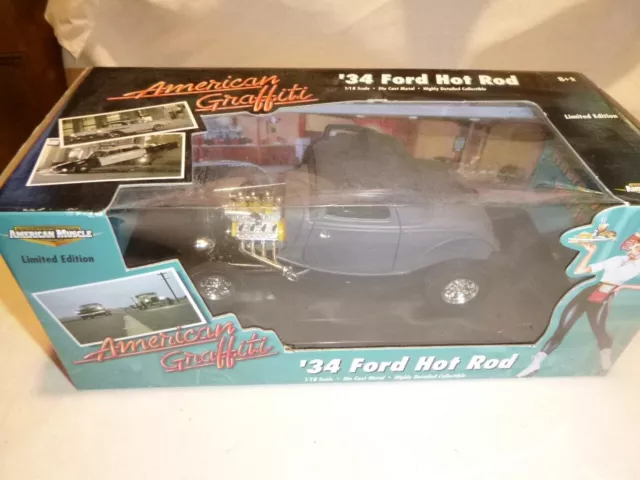 American
Graffiti
'34 Ford Hot Rod
1/18 Scale • Die Cast Metal • Highly Detailed Collectible
8+5
Limited Edition
AMERICAN MUSCLE
Limited Edition
American
Graffiti
'34 Ford Hot Rod
1/18 Scale • Die Cast Metal • Highly Detailed Collectible